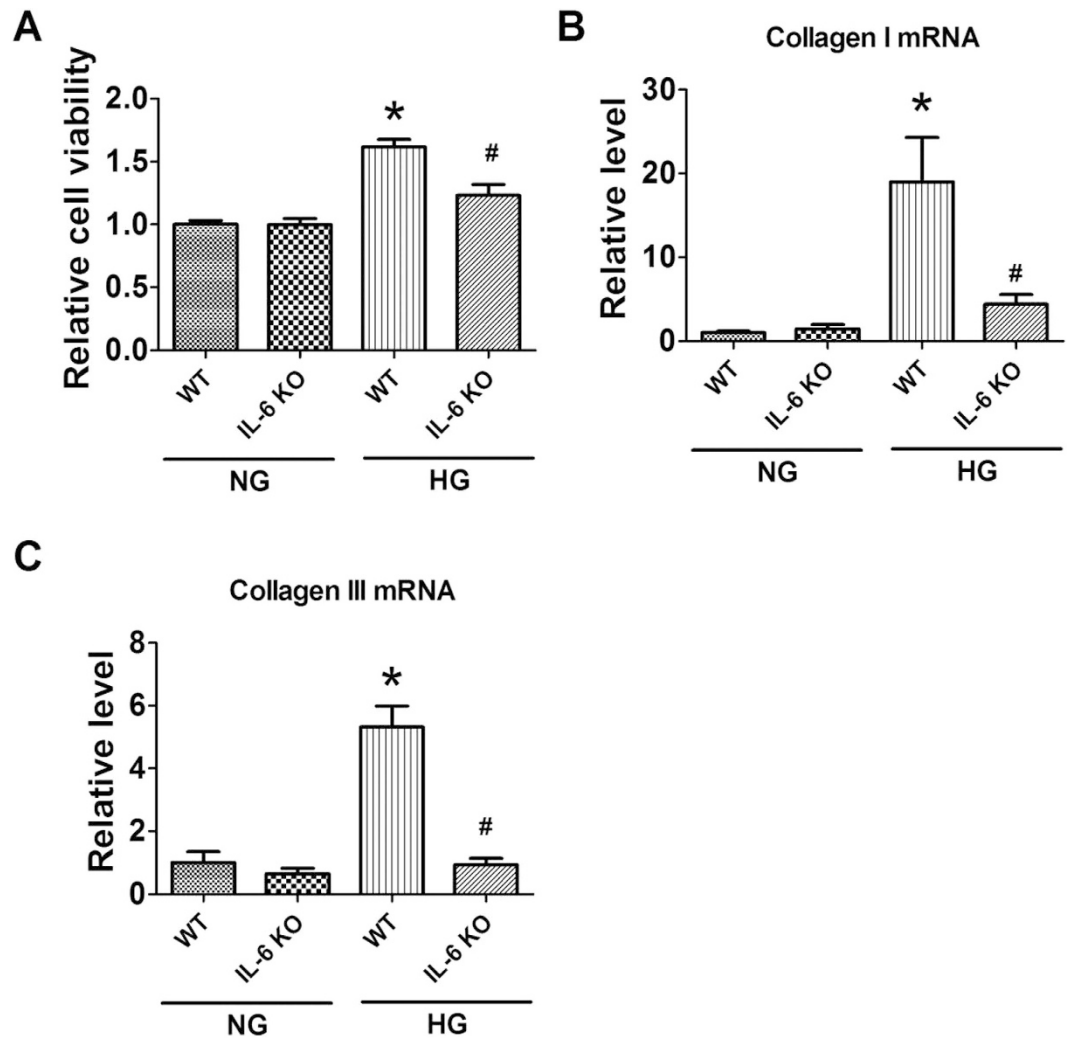 A
Relative cell viability
2.0
1.5
1.0
0.5
0.0
*
#
WT
IL-6 KO
WT
IL-6 KO
NG
HG
B
Collagen I mRNA
Relative level
30
20
10
0
*
#
WT
IL-6 KO
WT
IL-6 KO
NG
HG
C
Collagen III mRNA
Relative level
8
6
4
2
0
*
#
WT
IL-6 KO
WT
IL-6 KO
NG
HG